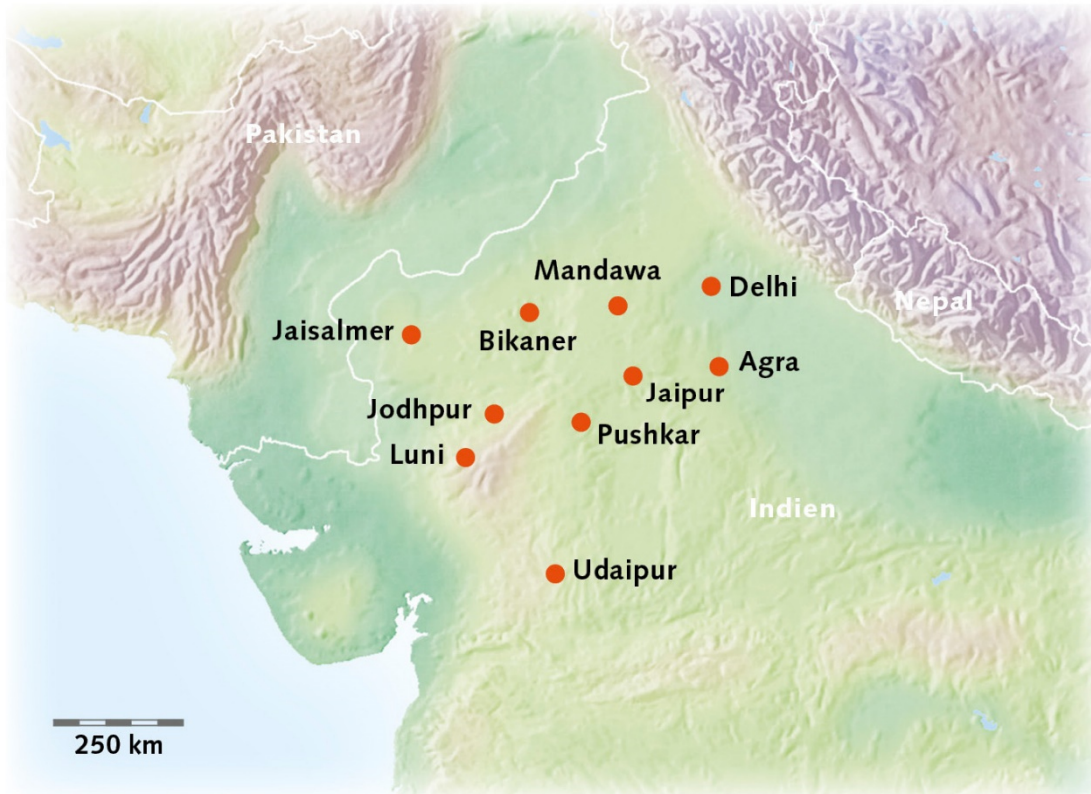 Pakistan
Mandawa
Delhi
Nepal
Jaisalmer
Bikaner
Agra
Jaipur
Jodhpur
Pushkar
Luni
Indien
Udaipur
250 km